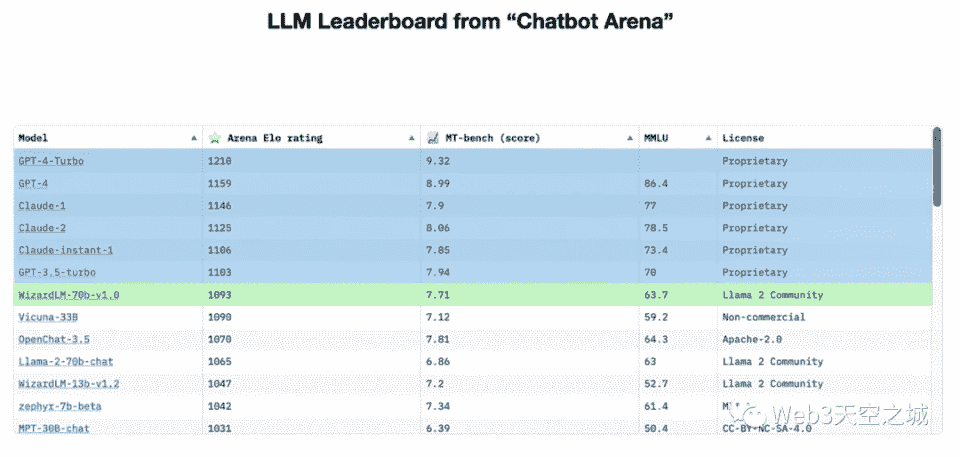 LLM Leaderboard from “Chatbot Arena”
Model Arena Elo rating MT-bench (score) MMLU License
GPT-4-Turbo 1210 9.32 Proprietary
GPT-4 1159 8.99 86.4 Proprietary
Claude-1 1146 7.9 77 Proprietary
Claude-2 1125 8.06 78.5 Proprietary
Claude-instant-1 1106 7.85 73.4 Proprietary
GPT-3.5-turbo 1103 7.94 70 Proprietary
WizardLM-70b-v1.0 1093 7.71 63.7 Llama 2 Community
Vicuna-33B 1090 7.12 59.2 Non-commercial
OpenChat-3.5 1070 7.81 64.3 Apache-2.0
Llama-2-70b-chat 1065 6.86 63 Llama 2 Community
WizardLM-13b-v1.2 1047 7.2 52.7 Llama 2 Community
zephyr-7b-beta 1042 7.34 61.4
MPT-30B-chat 1031 6.39 50.4 CC-BY-NC-SA-4.0
Web3天空之城